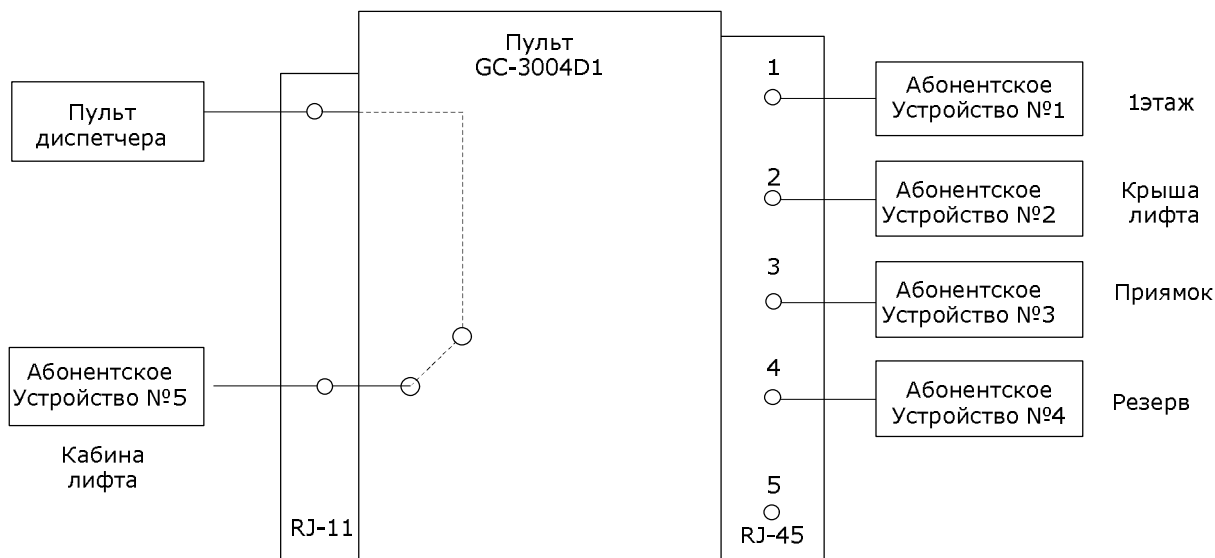 Пульт
GC-3004D1
Пульт
диспетчера
Абонентское
Устройство №5
Кабина
лифта
RJ-11
1
Абонентское
Устройство №1
1этаж
2
Абонентское
Устройство №2
Крыша
лифта
3
Абонентское
Устройство №3
Приямок
4
Абонентское
Устройство №4
Резерв
5
RJ-45